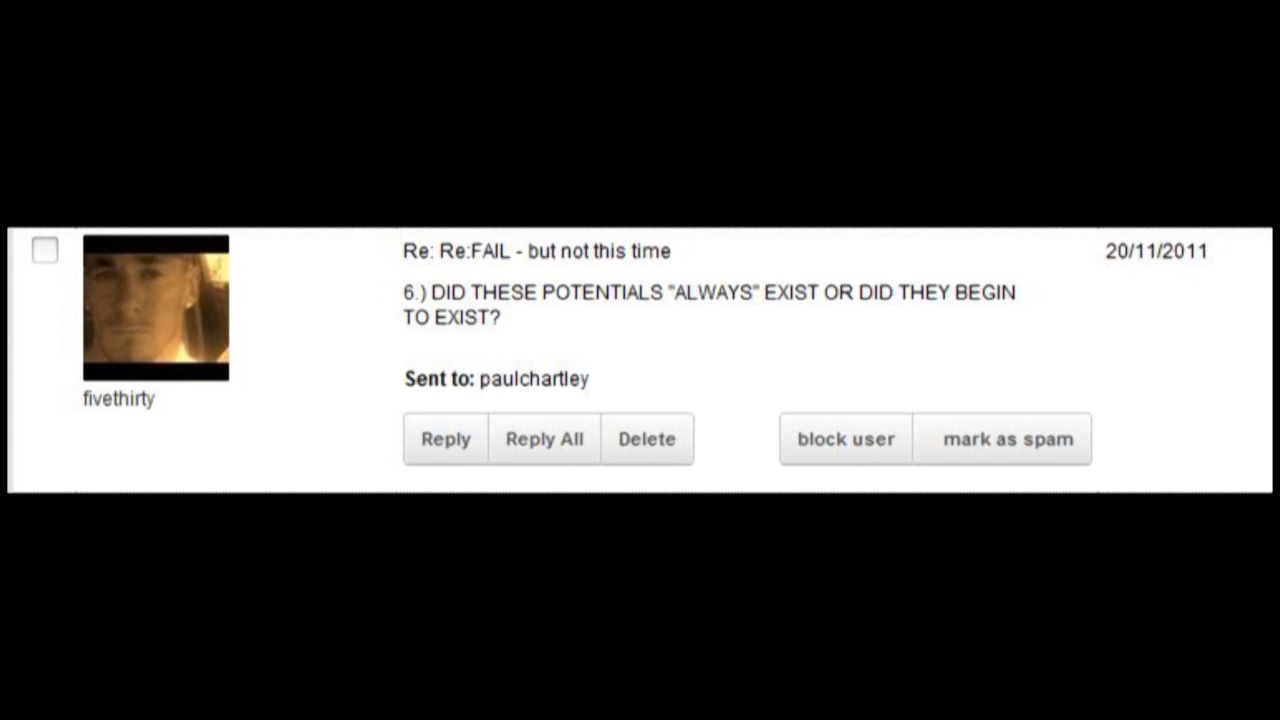 Re: Re:FAIL - but not this time
20/11/2011
6.) DID THESE POTENTIALS "ALWAYS" EXIST OR DID THEY BEGIN
TO EXIST?
Sent to: paulchartley
fivethirty
Reply Reply All Delete block user mark as spam